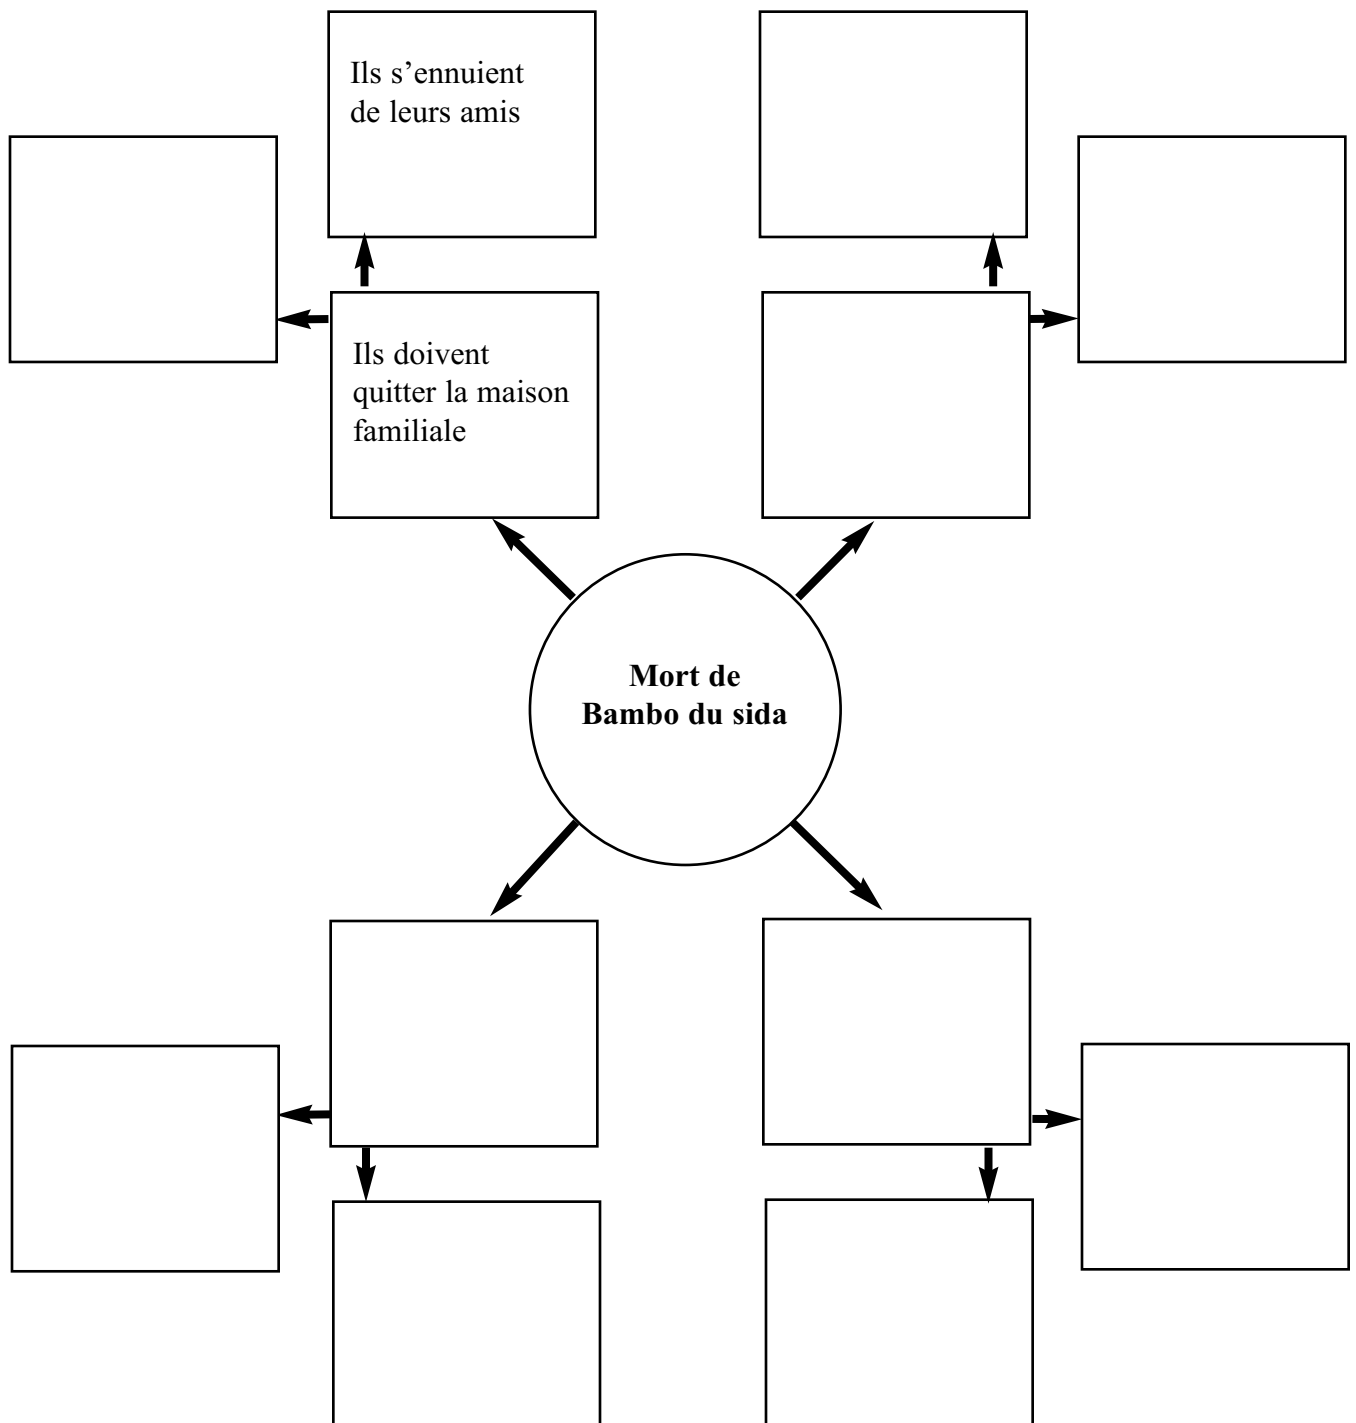 Ils s’ennuient
de leurs amis
Ils doivent
quitter la maison
familiale
Mort de
Bambo du sida